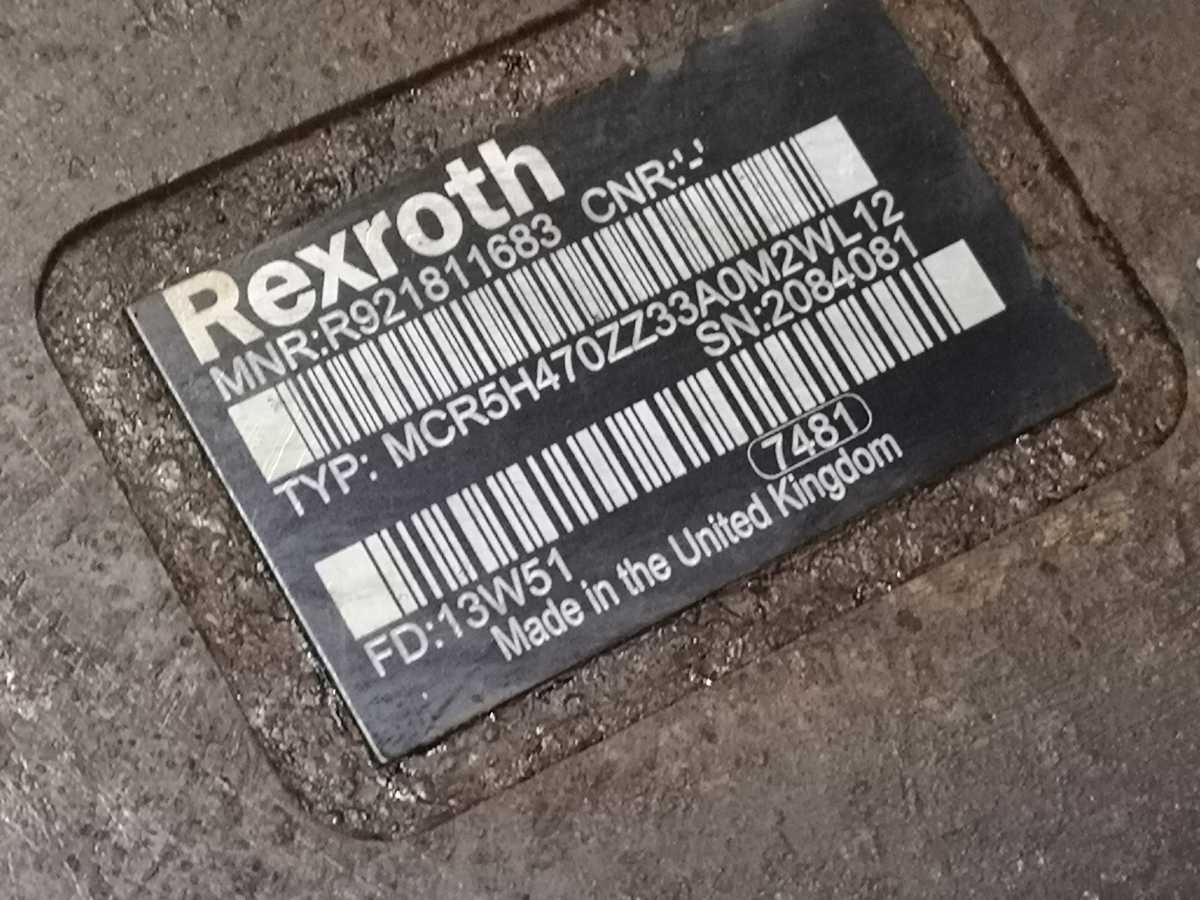 Rexroth
MNR:R921811683 CNR:'-'
TYP: MCR5H470ZZ33A0M2WL12
SN:2084081
FD:13W51
7481
Made in the United Kingdom